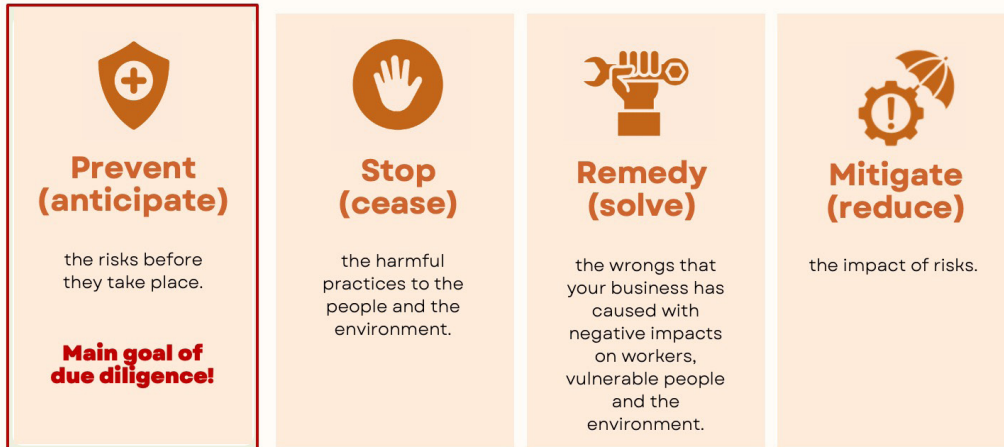 Prevent
(anticipate)
the risks before
they take place.
Main goal of
due diligence!
Stop
(cease)
the harmful
practices to the
people and the
environment.
Remedy
(solve)
the wrongs that
your business has
caused with
negative impacts
on workers,
vulnerable people
and the
environment.
Mitigate
(reduce)
the impact of risks.